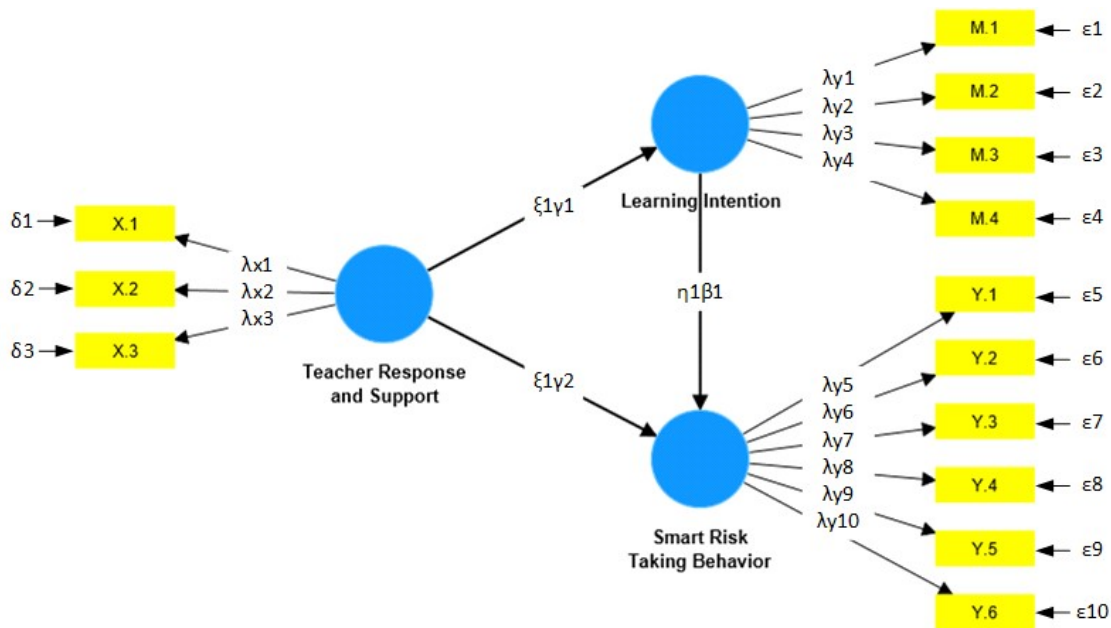 M.1
ε1
λy1
M.2
ε2
λy2
λy3
M.3
ε3
λy4
Learning Intention
M.4
ε4
ξ1γ1
δ1
X.1
λx1
δ2
X.2
λx2
λx3
δ3
X.3
Teacher Response
and Support
η1β1
ξ1γ2
Y.1
ε5
λy5
Y.2
ε6
λy6
λy7
Y.3
ε7
λy8
Y.4
ε8
λy9
λy10
Y.5
ε9
Smart Risk
Taking Behavior
Y.6
ε10